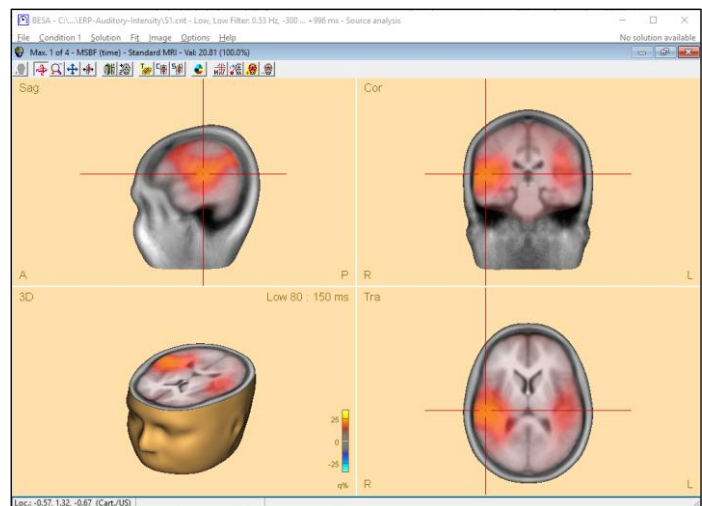 BESA - C:\...\ERP-Auditory-Intensity\S1.cnt - Low, Low Filter: 0.53 Hz, -300 ... +996 ms - Source analysis
File Condition 1 Solution Fit Image Options Help No solution available
Max. 1 of 4 - MSBF (time) - Standard MRI - Val: 20.81 (100.0%)
Sag
Cor
A P
R L
3D Low 80 : 150 ms
Tra
25
0
-25
q%
R L
Loc.: -0.57, 1.32, -0.67 (Cart./US)